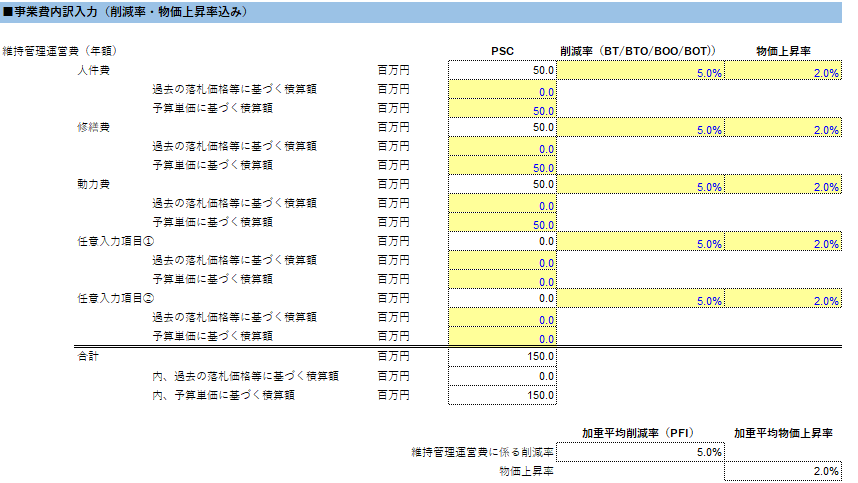 ■事業費内訳入力（削減率・物価上昇率込み）
維持管理運営費（年額） PSC 削減率（BT/BTO/BOO/BOT）） 物価上昇率
人件費 百万円 50.0 5.0% 2.0%
過去の落札価格等に基づく積算額 百万円 0.0
予算単価に基づく積算額 百万円 50.0
修繕費 百万円 50.0 5.0% 2.0%
過去の落札価格等に基づく積算額 百万円 0.0
予算単価に基づく積算額 百万円 50.0
動力費 百万円 50.0 5.0% 2.0%
過去の落札価格等に基づく積算額 百万円 0.0
予算単価に基づく積算額 百万円 50.0
任意入力項目① 百万円 0.0 5.0% 2.0%
過去の落札価格等に基づく積算額 百万円 0.0
予算単価に基づく積算額 百万円 0.0
任意入力項目② 百万円 0.0 5.0% 2.0%
過去の落札価格等に基づく積算額 百万円 0.0
予算単価に基づく積算額 百万円 0.0
合計 百万円 150.0
内、過去の落札価格等に基づく積算額 百万円 0.0
内、予算単価に基づく積算額 百万円 150.0
加重平均削減率（PFI） 加重平均物価上昇率
維持管理運営費に係る削減率 5.0%
物価上昇率 2.0%